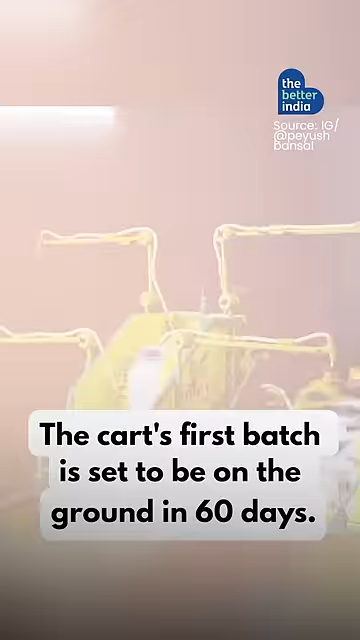 the
better
india
Source: IG/
@peyush
bansal
The cart's first batch
is set to be on the
ground in 60 days.